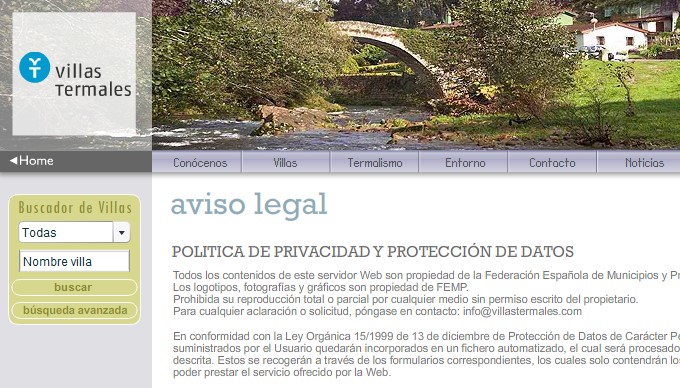 villas
termales
Home
Conócenos
Villas
Termalismo
Entorno
Contacto
Noticias
Buscador de Villas
Todas
Nombre villa
buscar
búsqueda avanzada
aviso legal
POLITICA DE PRIVACIDAD Y PROTECCIÓN DE DATOS
Todos los contenidos de este servidor Web son propiedad de la Federación Española de Municipios y Pr
Los logotipos, fotografías y gráficos son propiedad de FEMP.
Prohibida su reproducción total o parcial por cualquier medio sin permiso escrito del propietario.
Para cualquier aclaración o solicitud, póngase en contacto: info@villastermales.com
En conformidad con la Ley Orgánica 15/1999 de 13 de diciembre de Protección de Datos de Carácter Pe
suministrados por el Usuario quedarán incorporados en un fichero automatizado, el cual será procesado
descrita. Estos se recogerán a través de los formularios correspondientes, los cuales solo contendrán los
poder prestar el servicio ofrecido por la Web.